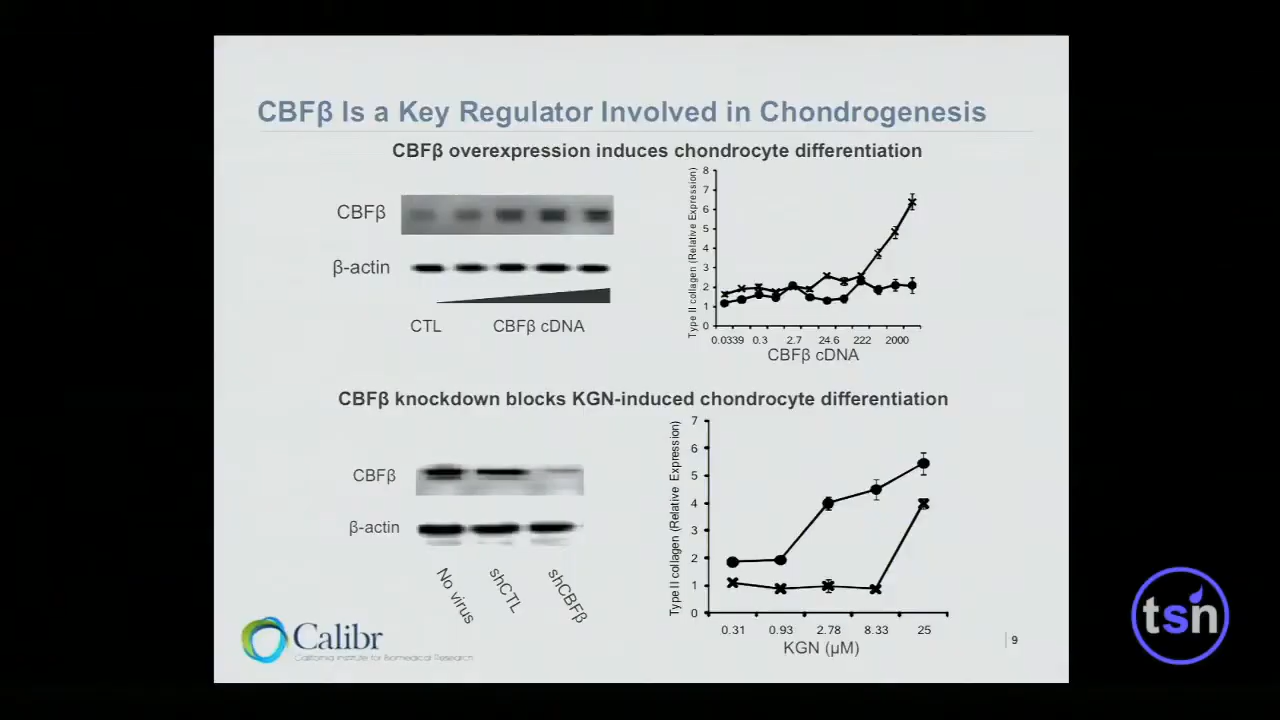 CBFβ Is a Key Regulator Involved in Chondrogenesis
CBFβ overexpression induces chondrocyte differentiation
CBFβ
β-actin
CTL
CBFβ cDNA
Type II collagen (Relative Expression)
8
7
6
5
4
3
2
1
0
0.0339 0.3 2.7 24.6 222 2000
CBFβ cDNA
CBFβ knockdown blocks KGN-induced chondrocyte differentiation
CBFβ
β-actin
No virus
shCTL
shCBFβ
Type II collagen (Relative Expression)
7
6
5
4
3
2
1
0
0.31 0.93 2.78 8.33 25
KGN (μM)
Calibr
California Institute for Biomedical Research
9
tsn